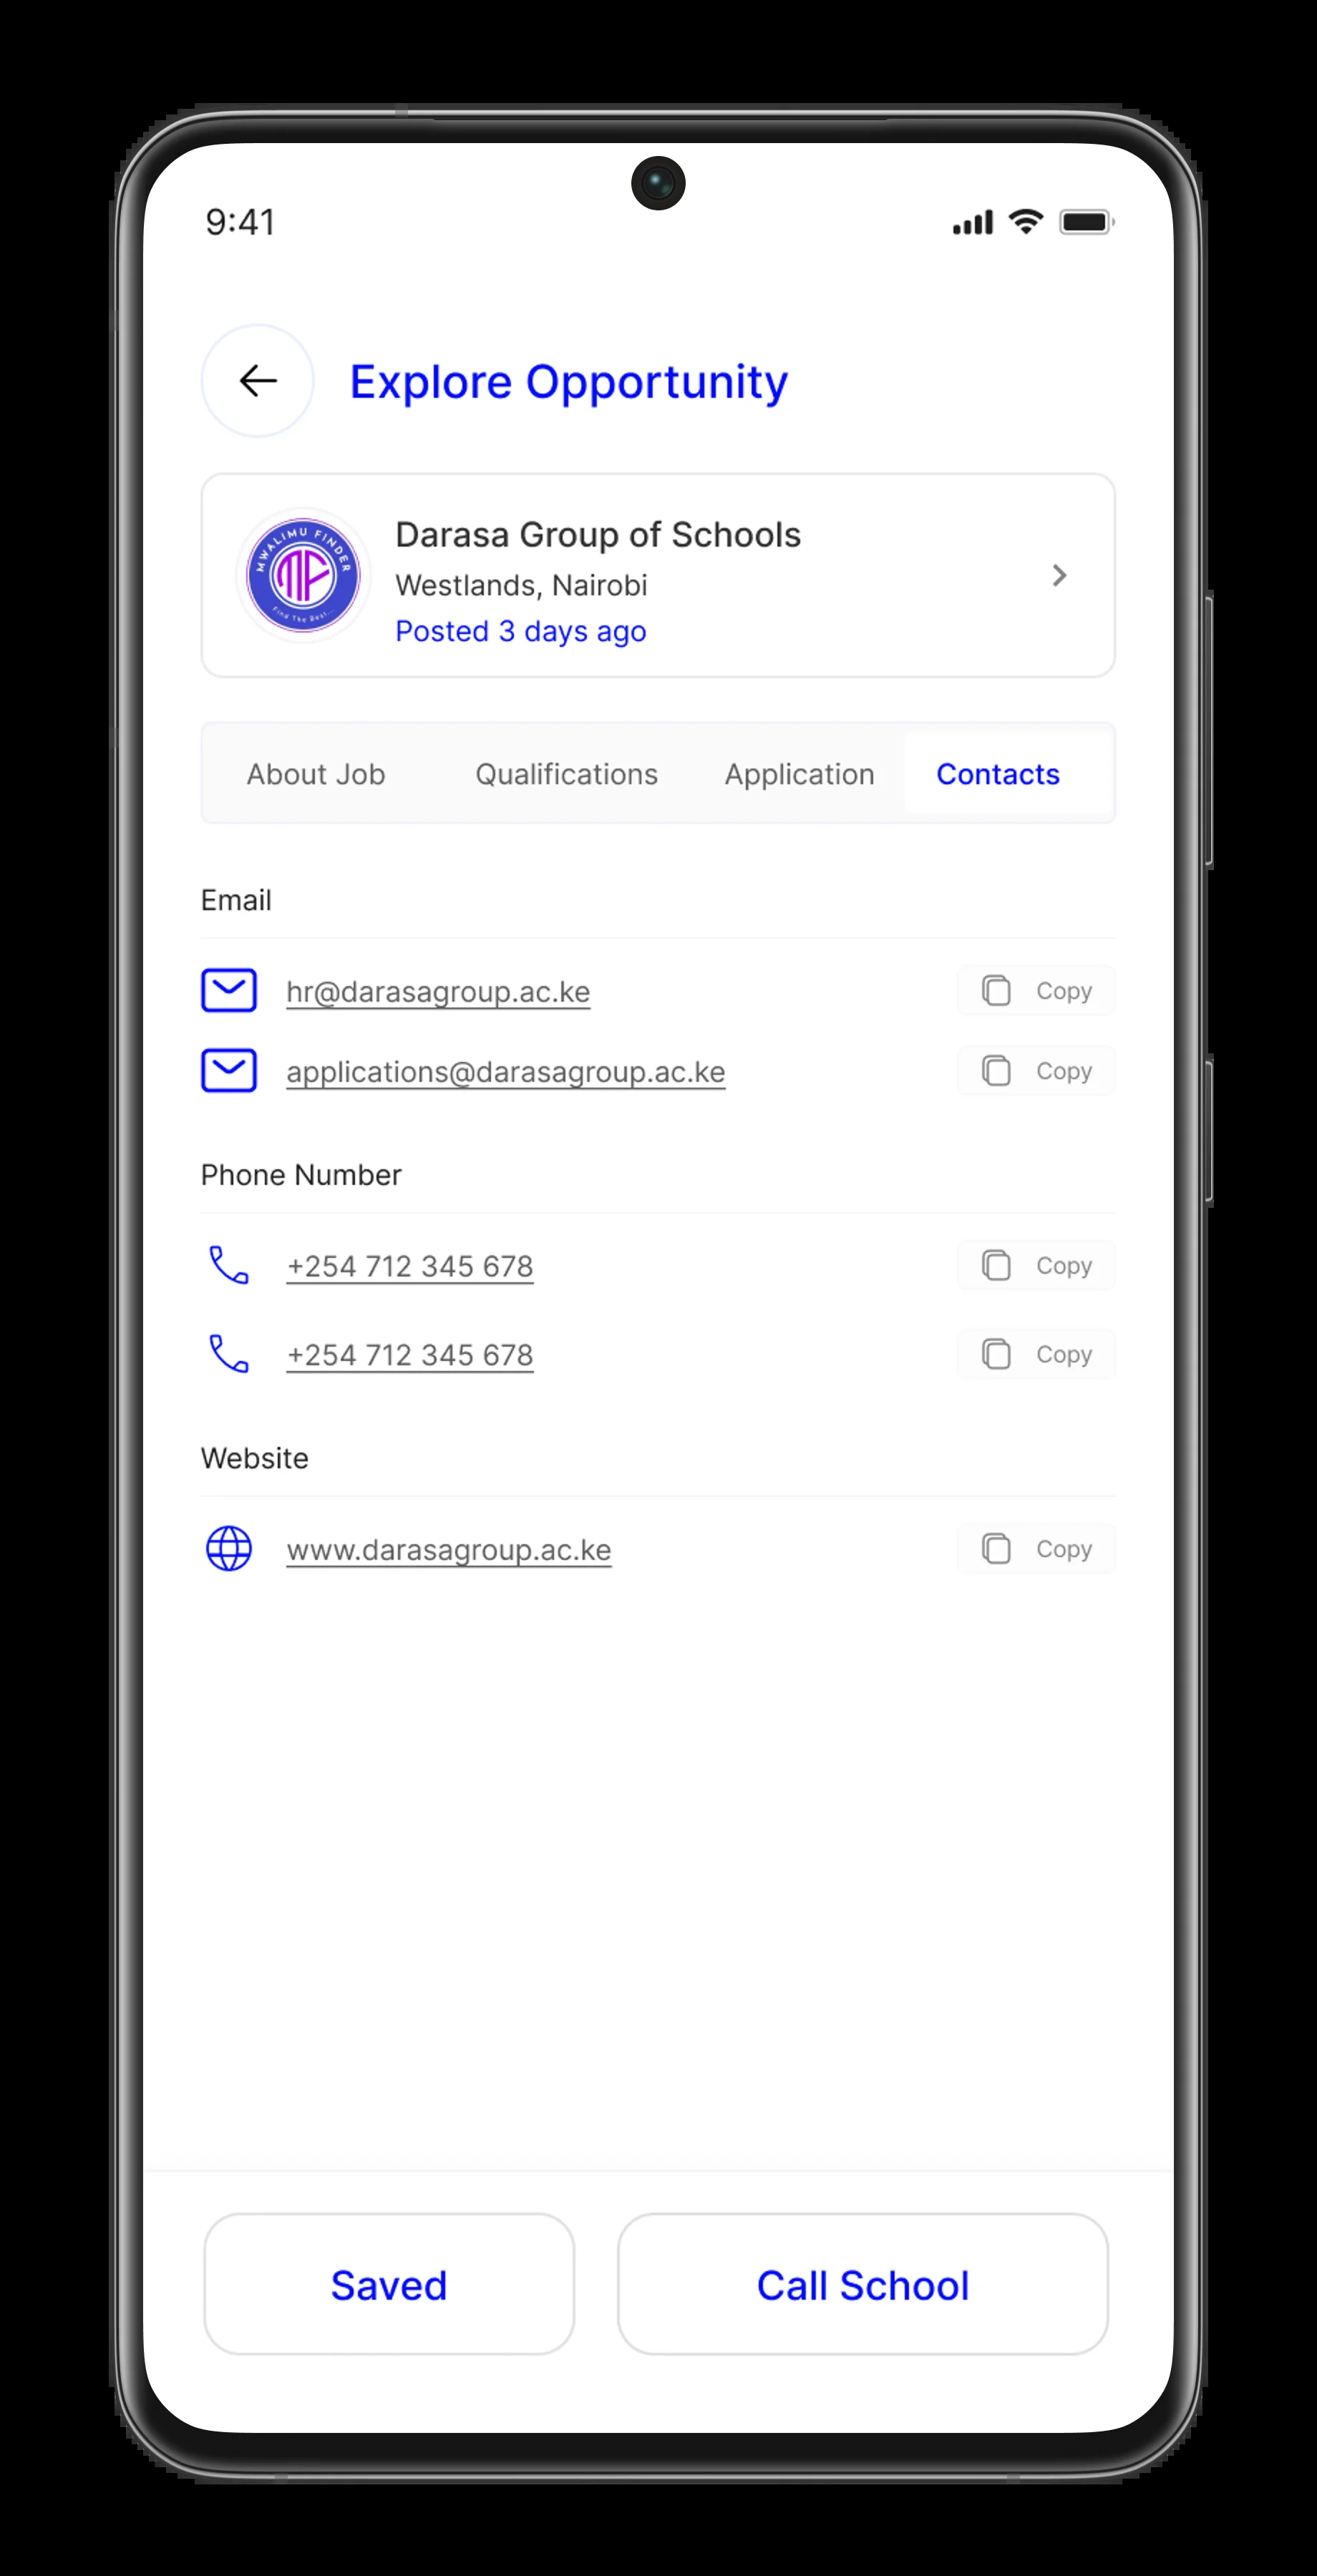 9:41
Explore Opportunity
MWALIMU FINDER
MF
Find The Best...
Darasa Group of Schools
Westlands, Nairobi
Posted 3 days ago
About Job Qualifications Application Contacts
Email
hr@darasagroup.ac.ke Copy
applications@darasagroup.ac.ke Copy
Phone Number
+254 712 345 678 Copy
+254 712 345 678 Copy
Website
www.darasagroup.ac.ke Copy
Saved Call School